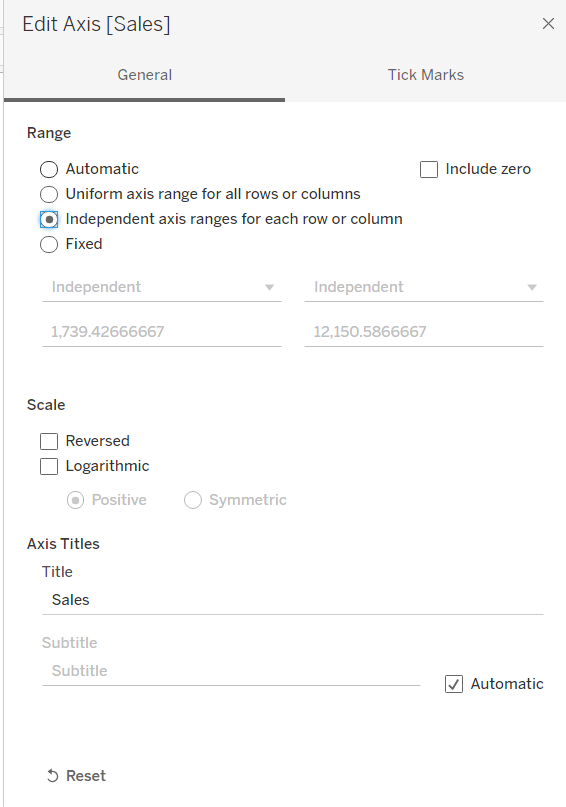 Edit Axis [Sales]
General Tick Marks
Range
Automatic Include zero
Uniform axis range for all rows or columns
Independent axis ranges for each row or column
Fixed
Independent Independent
1,739.42666667 12,150.5866667
Scale
Reversed
Logarithmic
Positive Symmetric
Axis Titles
Title
Sales
Subtitle
Subtitle
Automatic
Reset